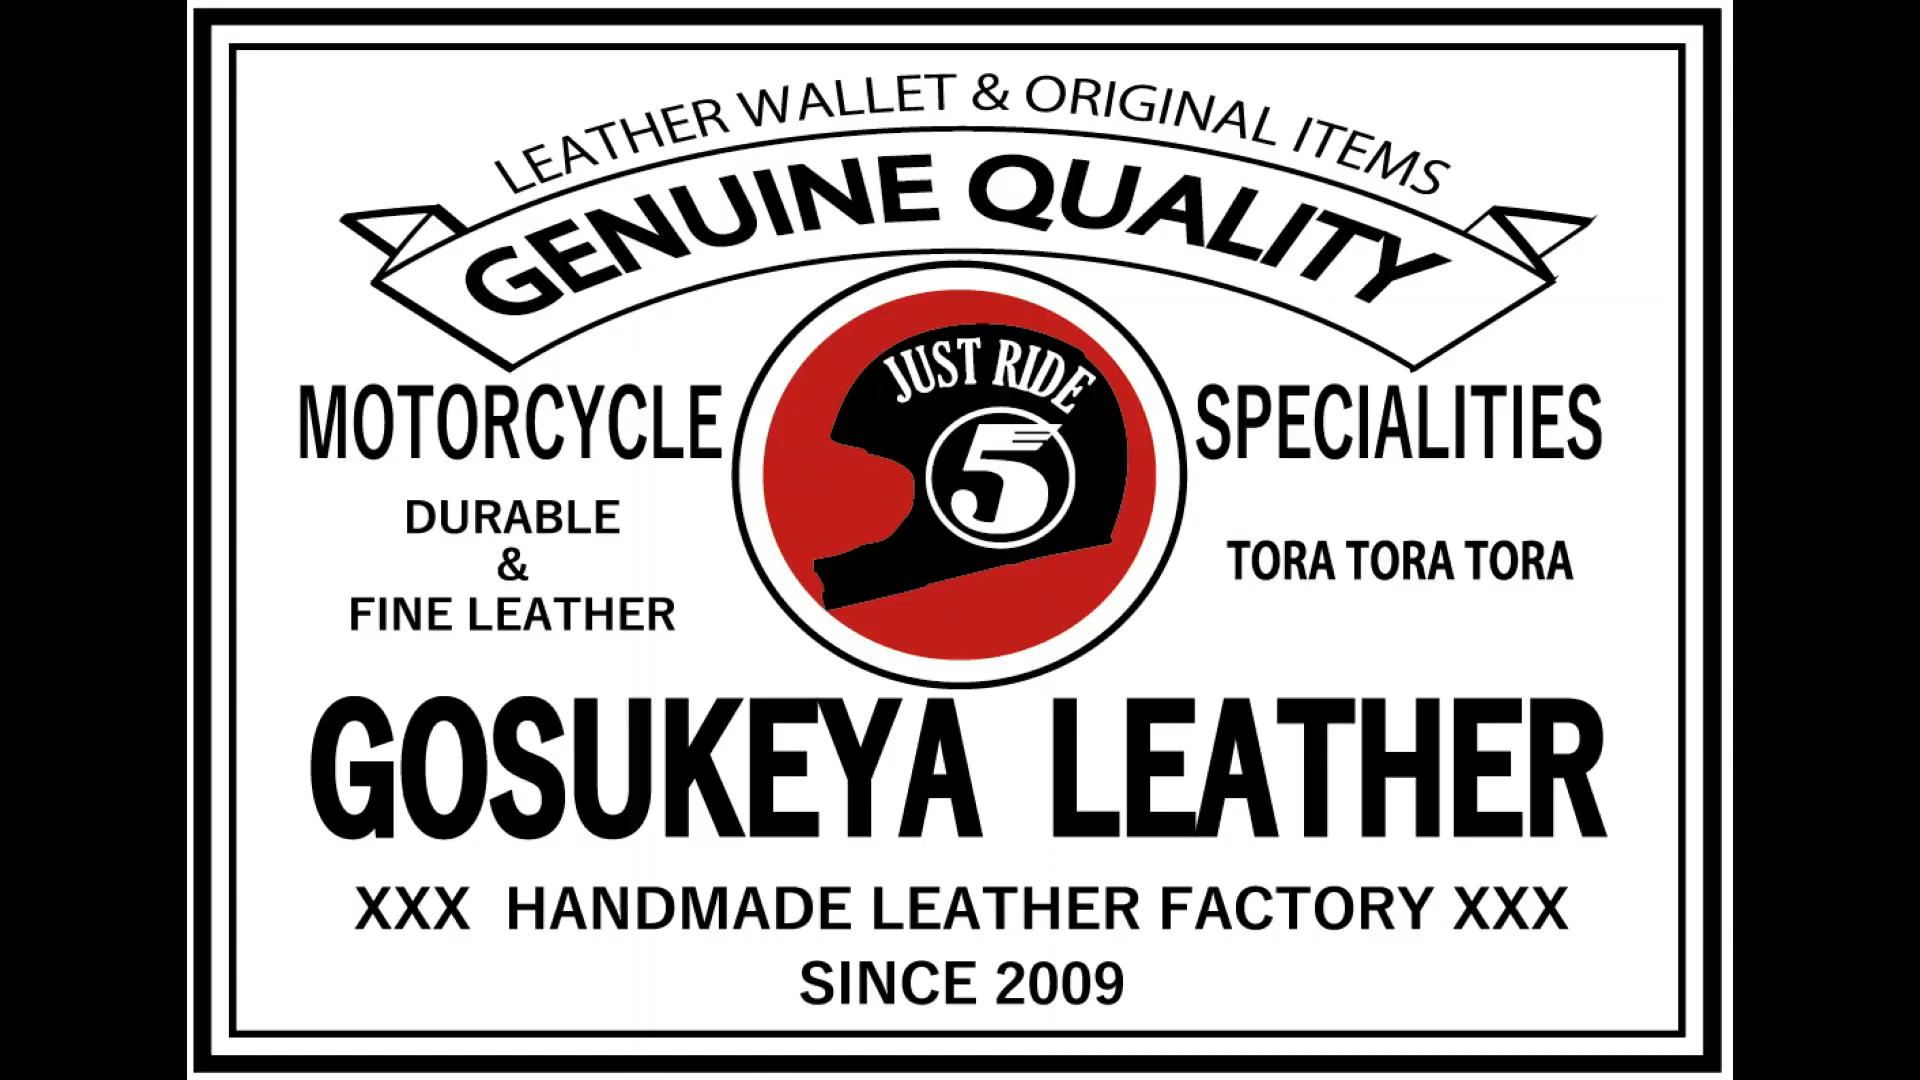 LEATHER WALLET & ORIGINAL ITEMS
GENUINE QUALITY
JUST RIDE
5
MOTORCYCLE
SPECIALITIES
DURABLE
&
FINE LEATHER
TORA TORA TORA
GOSUKEYA LEATHER
XXX HANDMADE LEATHER FACTORY XXX
SINCE 2009